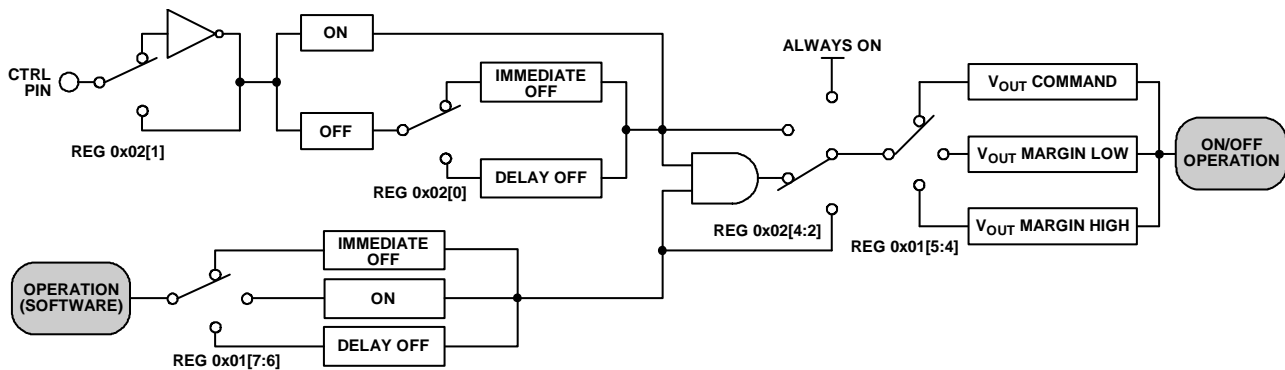 CTRL
PIN
REG 0x02[1]
ON
OFF
IMMEDIATE
OFF
DELAY OFF
REG 0x02[0]
ALWAYS ON
REG 0x02[4:2]
VOUT COMMAND
VOUT MARGIN LOW
VOUT MARGIN HIGH
REG 0x01[5:4]
ON/OFF
OPERATION
OPERATION
(SOFTWARE)
IMMEDIATE
OFF
ON
DELAY OFF
REG 0x01[7:6]